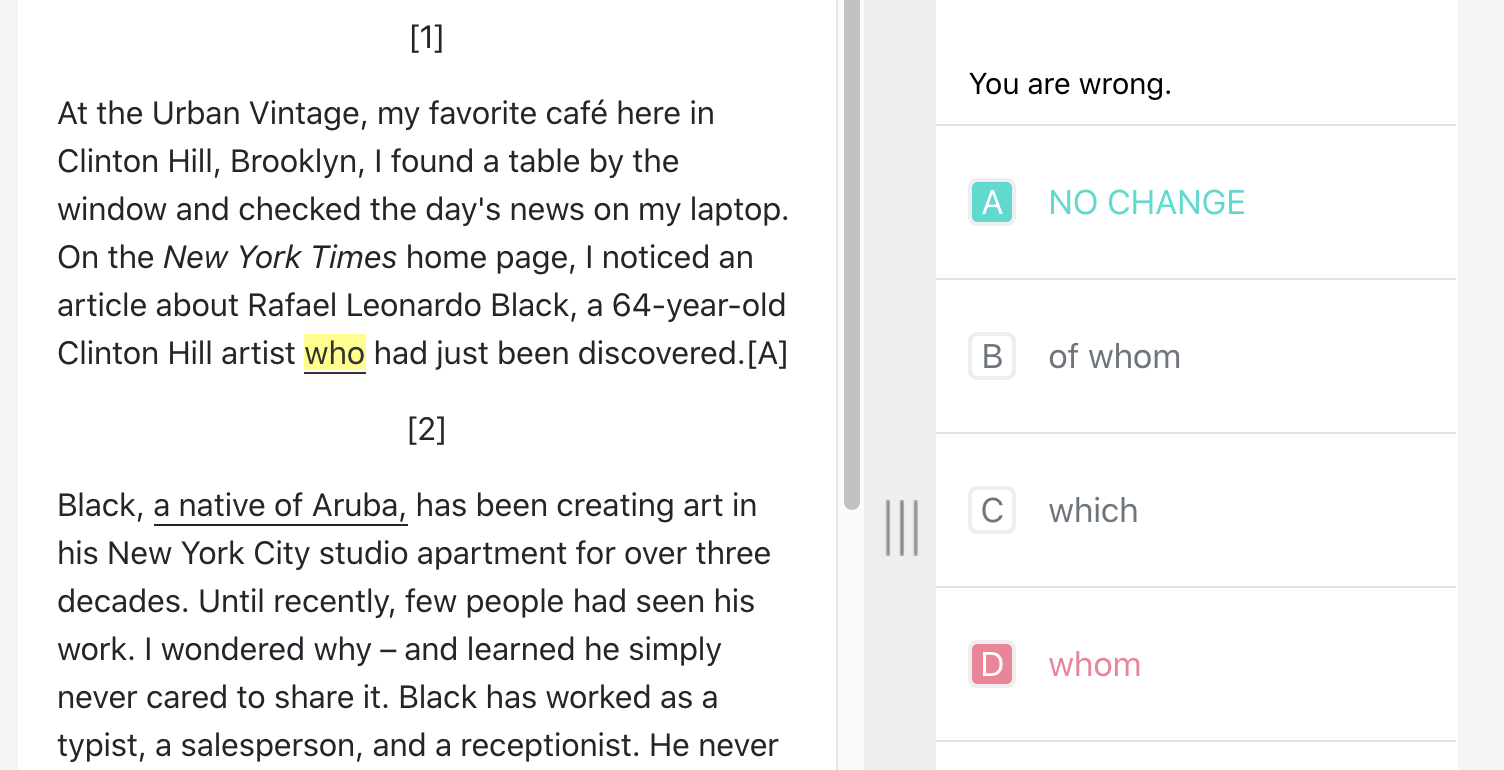 [1]
At the Urban Vintage, my favorite café here in
Clinton Hill, Brooklyn, I found a table by the
window and checked the day's news on my laptop.
On the New York Times home page, I noticed an
article about Rafael Leonardo Black, a 64-year-old
Clinton Hill artist who had just been discovered.[A]
[2]
Black, a native of Aruba, has been creating art in
his New York City studio apartment for over three
decades. Until recently, few people had seen his
work. I wondered why – and learned he simply
never cared to share it. Black has worked as a
typist, a salesperson, and a receptionist. He never
You are wrong.
A NO CHANGE
B of whom
C which
D whom